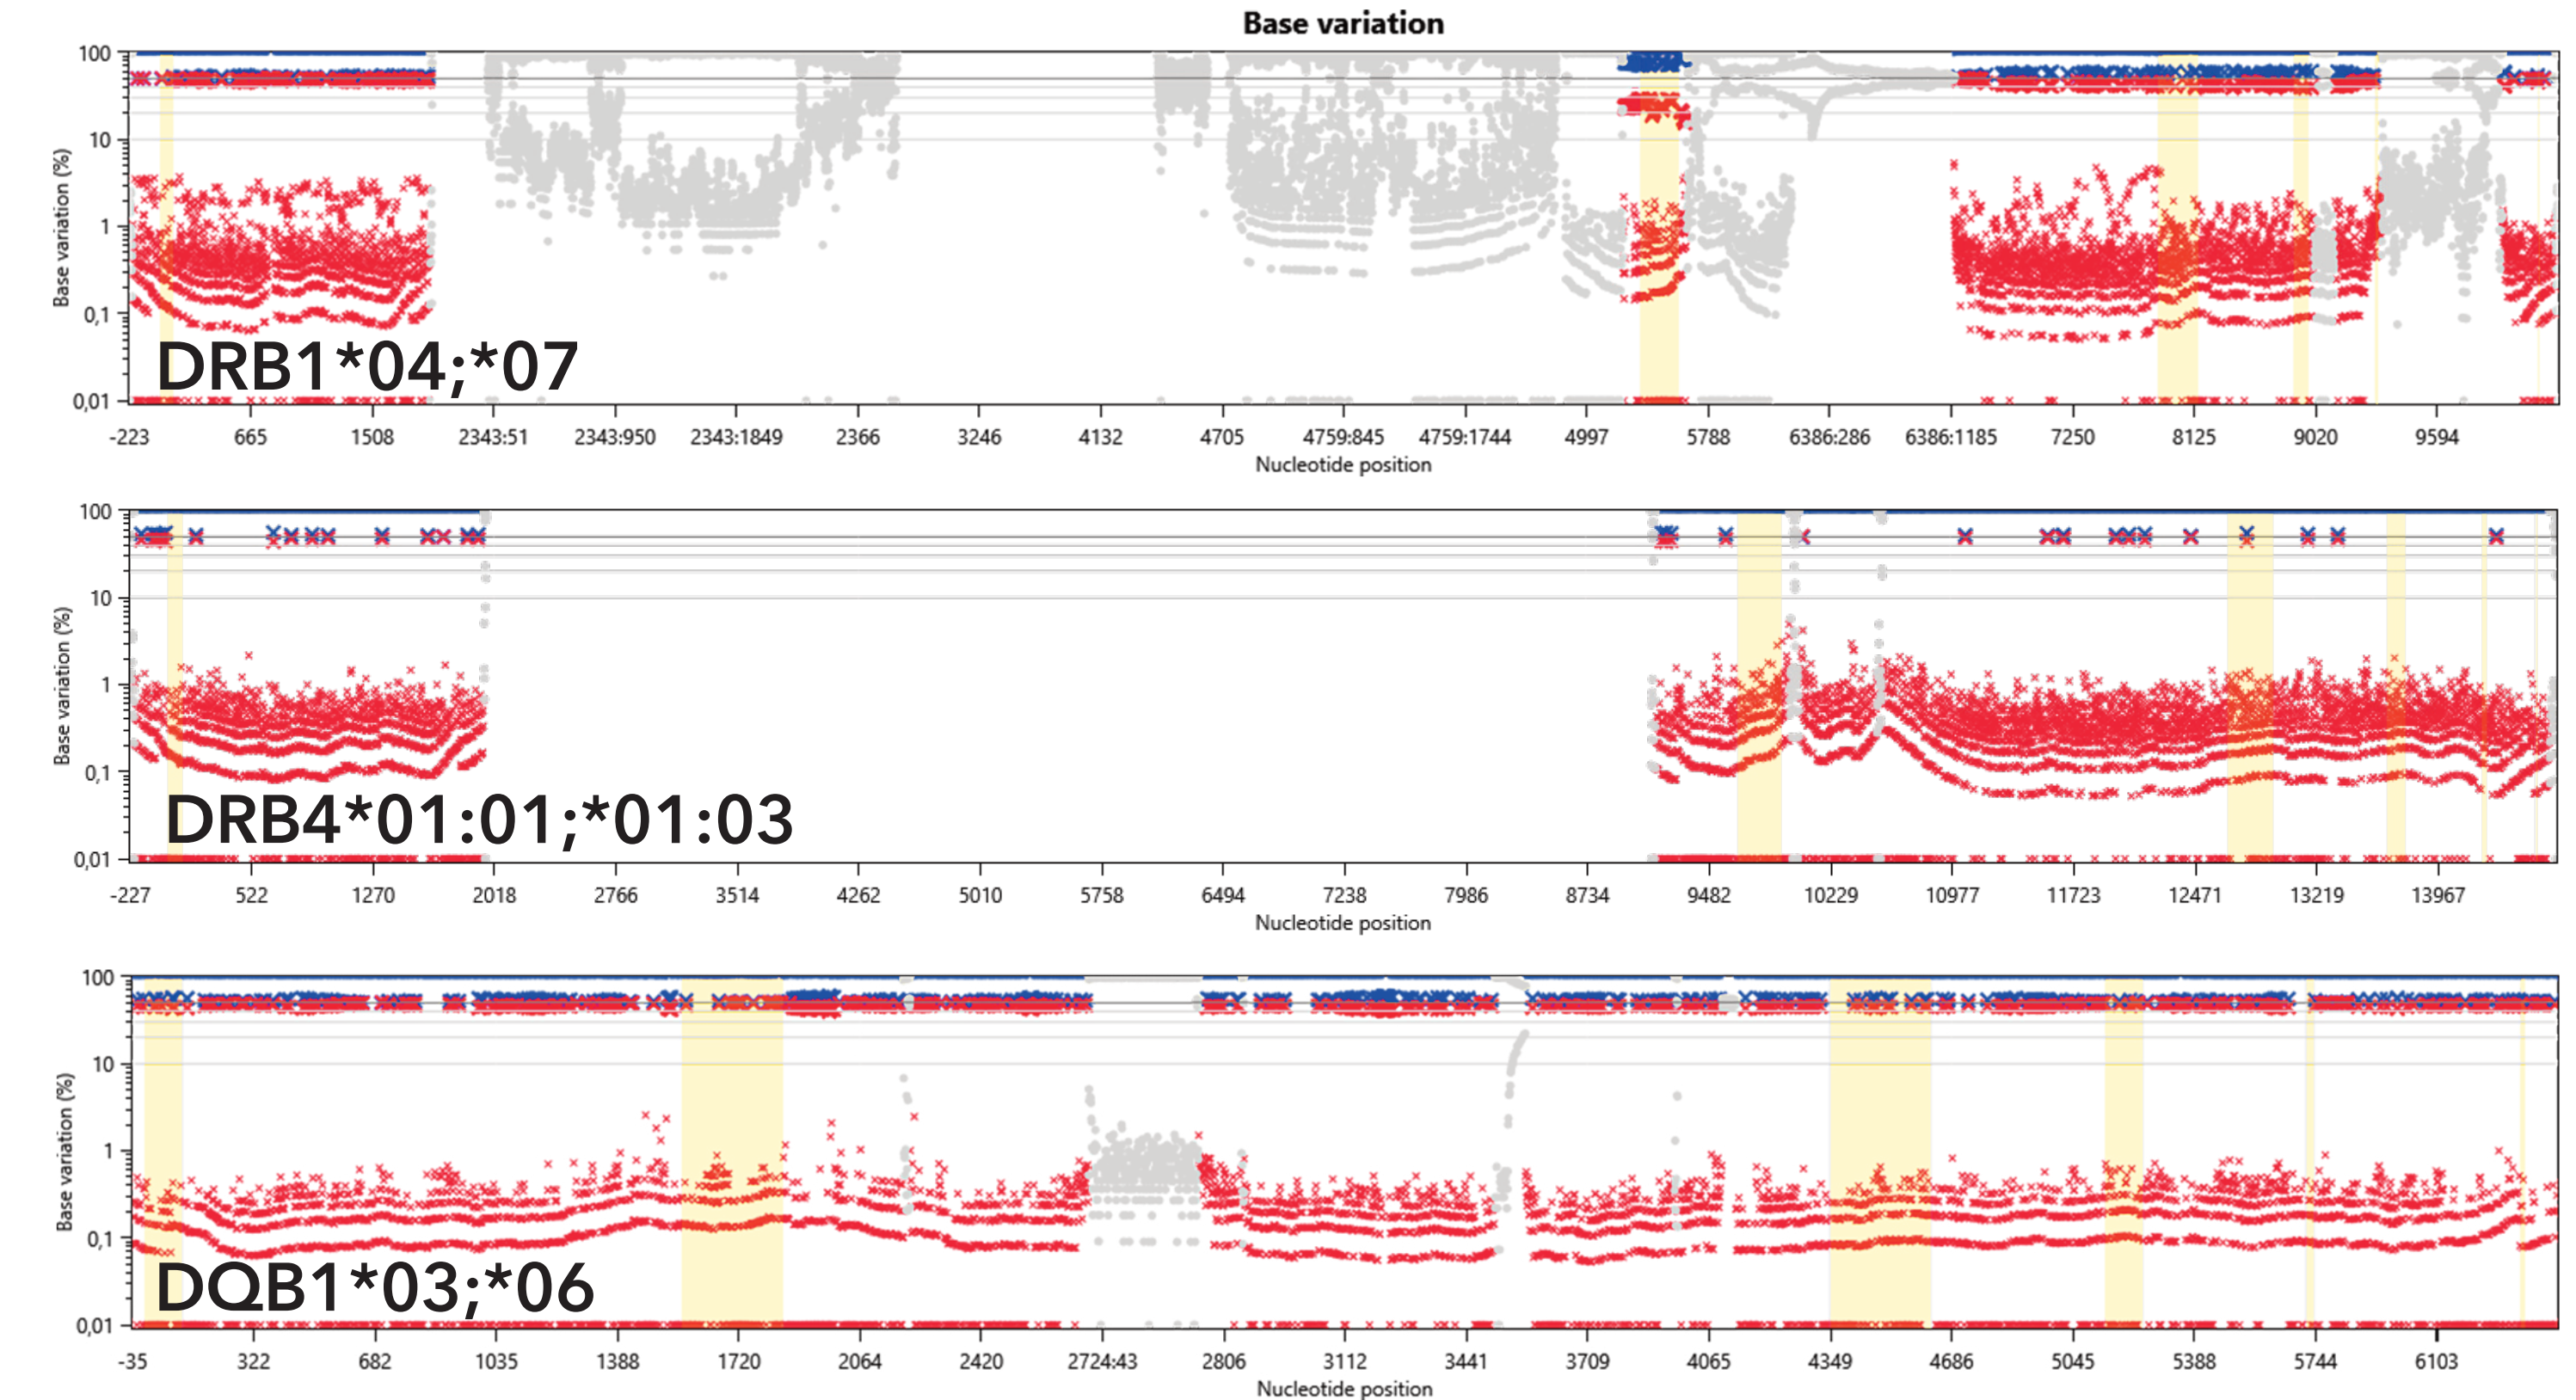 Base variation
Base variation (%)
100
10
1
0,1
0,01
DRB1*04;*07
-223 665 1508 2343:51 2343:950 2343:1849 2366 3246 4132 4705 4759:845 4759:1744 4997 5788 6386:286 6386:1185 7250 8125 9020 9594
Nucleotide position
Base variation (%)
100
10
1
0,1
0,01
DRB4*01:01;*01:03
-227 522 1270 2018 2766 3514 4262 5010 5758 6494 7238 7986 8734 9482 10229 10977 11723 12471 13219 13967
Nucleotide position
Base variation (%)
100
10
1
0,1
0,01
DQB1*03;*06
-35 322 682 1035 1388 1720 2064 2420 2724:43 2806 3112 3441 3709 4065 4349 4686 5045 5388 5744 6103
Nucleotide position